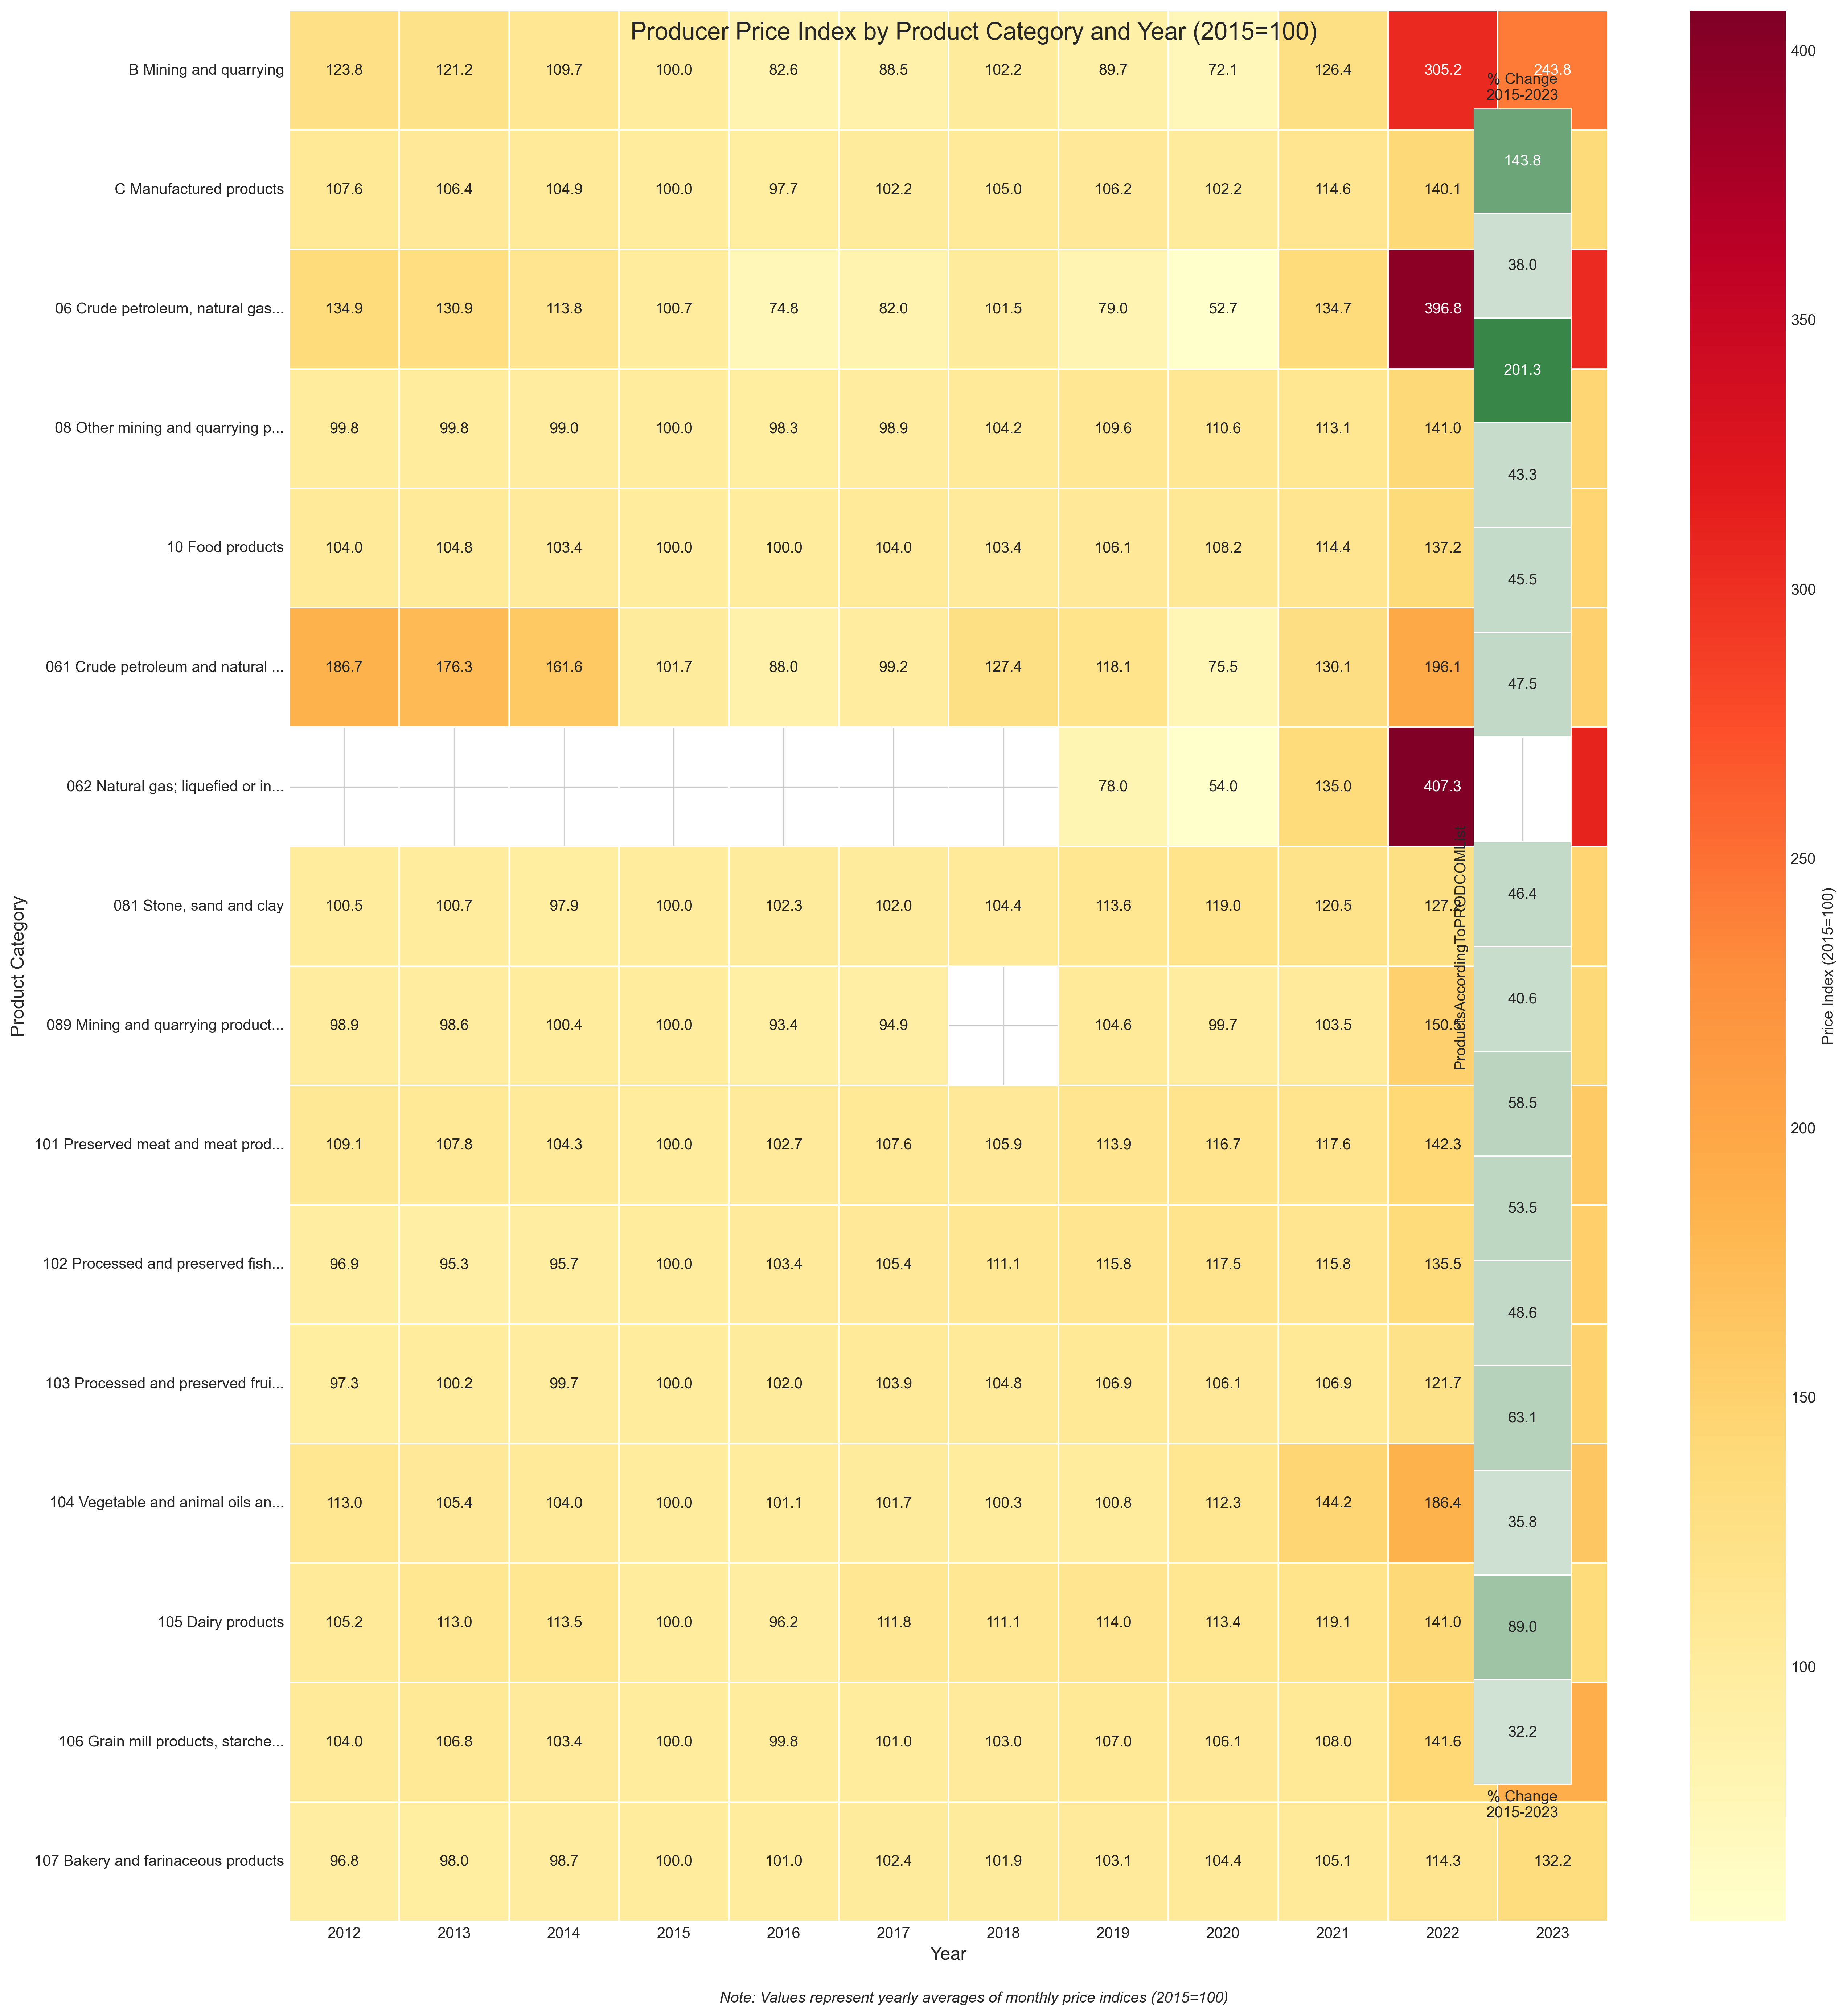 Producer Price Index by Product Category and Year (2015=100)
B Mining and quarrying 123.8 121.2 109.7 100.0 82.6 88.5 102.2 89.7 72.1 126.4 305.2 243.8
% Change
2015-2023
143.8
C Manufactured products 107.6 106.4 104.9 100.0 97.7 102.2 105.0 106.2 102.2 114.6 140.1
38.0
06 Crude petroleum, natural gas... 134.9 130.9 113.8 100.7 74.8 82.0 101.5 79.0 52.7 134.7 396.8
201.3
08 Other mining and quarrying p... 99.8 99.8 99.0 100.0 98.3 98.9 104.2 109.6 110.6 113.1 141.0
43.3
10 Food products 104.0 104.8 103.4 100.0 100.0 104.0 103.4 106.1 108.2 114.4 137.2
45.5
061 Crude petroleum and natural ... 186.7 176.3 161.6 101.7 88.0 99.2 127.4 118.1 75.5 130.1 196.1
47.5
062 Natural gas; liquefied or in... 78.0 54.0 135.0 407.3
081 Stone, sand and clay 100.5 100.7 97.9 100.0 102.3 102.0 104.4 113.6 119.0 120.5
46.4
089 Mining and quarrying product... 98.9 98.6 100.4 100.0 93.4 94.9 104.6 99.7 103.5
40.6
101 Preserved meat and meat prod... 109.1 107.8 104.3 100.0 102.7 107.6 105.9 113.9 116.7 117.6 142.3
58.5
102 Processed and preserved fish... 96.9 95.3 95.7 100.0 103.4 105.4 111.1 115.8 117.5 115.8 135.5
53.5
48.6
103 Processed and preserved frui... 97.3 100.2 99.7 100.0 102.0 103.9 104.8 106.9 106.1 106.9 121.7
63.1
104 Vegetable and animal oils an... 113.0 105.4 104.0 100.0 101.1 101.7 100.3 100.8 112.3 144.2 186.4
35.8
105 Dairy products 105.2 113.0 113.5 100.0 96.2 111.8 111.1 114.0 113.4 119.1 141.0
89.0
106 Grain mill products, starche... 104.0 106.8 103.4 100.0 99.8 101.0 103.0 107.0 106.1 108.0 141.6
32.2
% Change
2015-2023
107 Bakery and farinaceous products 96.8 98.0 98.7 100.0 101.0 102.4 101.9 103.1 104.4 105.1 114.3 132.2
2012 2013 2014 2015 2016 2017 2018 2019 2020 2021 2022 2023
Year
Product Category
400
350
300
250
200
150
100
Price Index (2015=100)
Note: Values represent yearly averages of monthly price indices (2015=100)